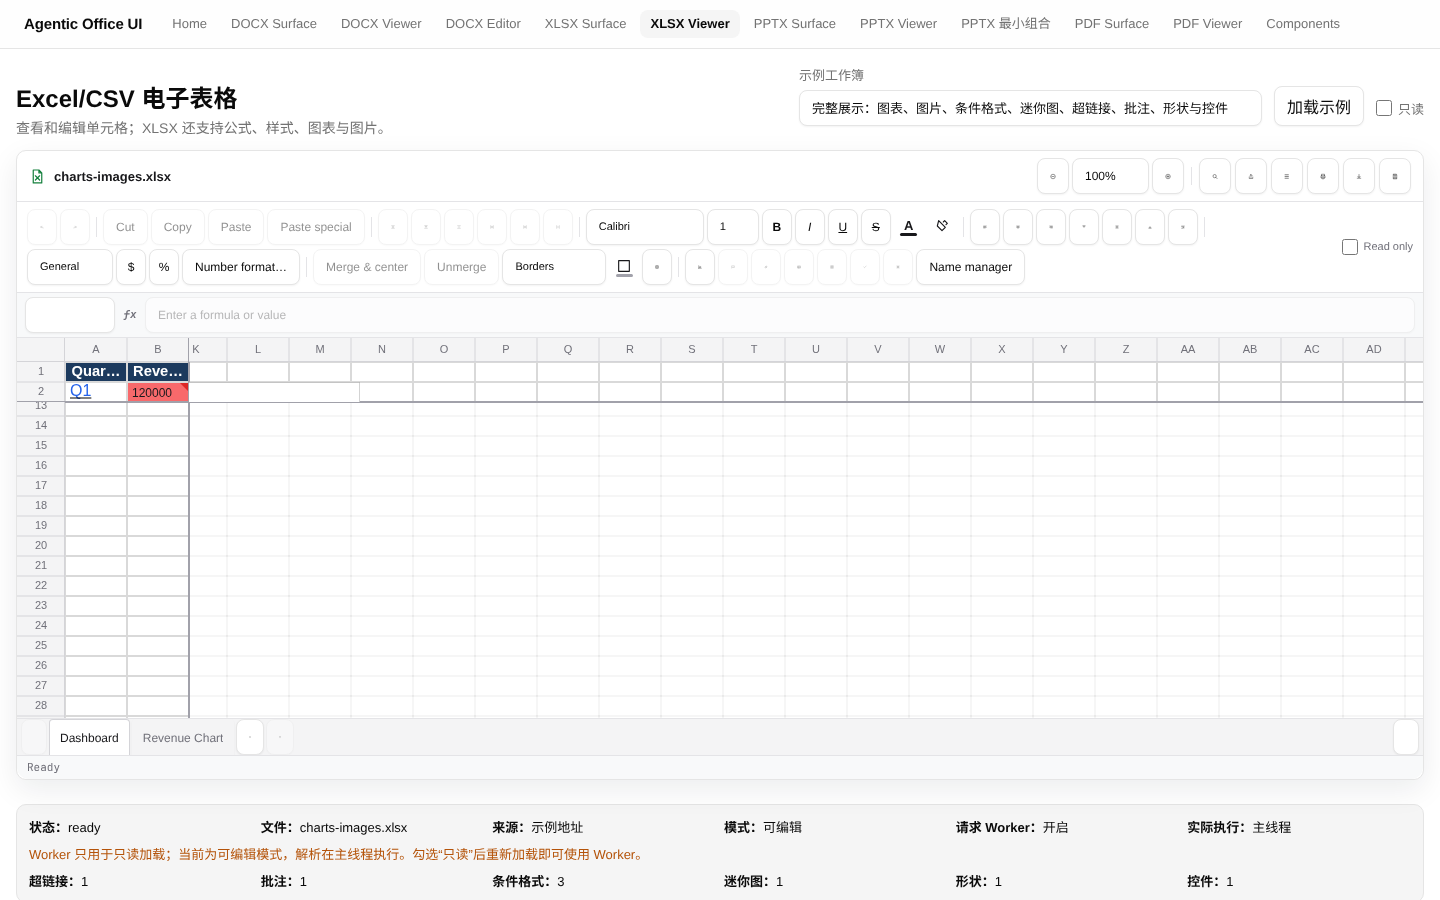 Agentic Office UI Home DOCX Surface DOCX Viewer DOCX Editor XLSX Surface XLSX Viewer PPTX Surface PPTX Viewer PPTX 最小组合 PDF Surface PDF Viewer Components
示例工作簿
Excel/CSV 电子表格
完整展示：图表、图片、条件格式、迷你图、超链接、批注、形状与控件 加载示例 只读
查看和编辑单元格；XLSX 还支持公式、样式、图表与图片。
charts-images.xlsx 100%
Cut Copy Paste Paste special Calibri 1 B I U S A
Read only
General $ % Number format... Merge & center Unmerge Borders Name manager
ƒx Enter a formula or value
A B K L M N O P Q R S T U V W X Y Z AA AB AC AD
1 Quar... Reve...
2 Q1 120000
13
14
15
16
17
18
19
20
21
22
23
24
25
26
27
28
Dashboard Revenue Chart
Ready
状态：ready 文件：charts-images.xlsx 来源：示例地址 模式：可编辑 请求 Worker：开启 实际执行：主线程
Worker 只用于只读加载；当前为可编辑模式，解析在主线程执行。勾选“只读”后重新加载即可使用 Worker。
超链接：1 批注：1 条件格式：3 迷你图：1 形状：1 控件：1